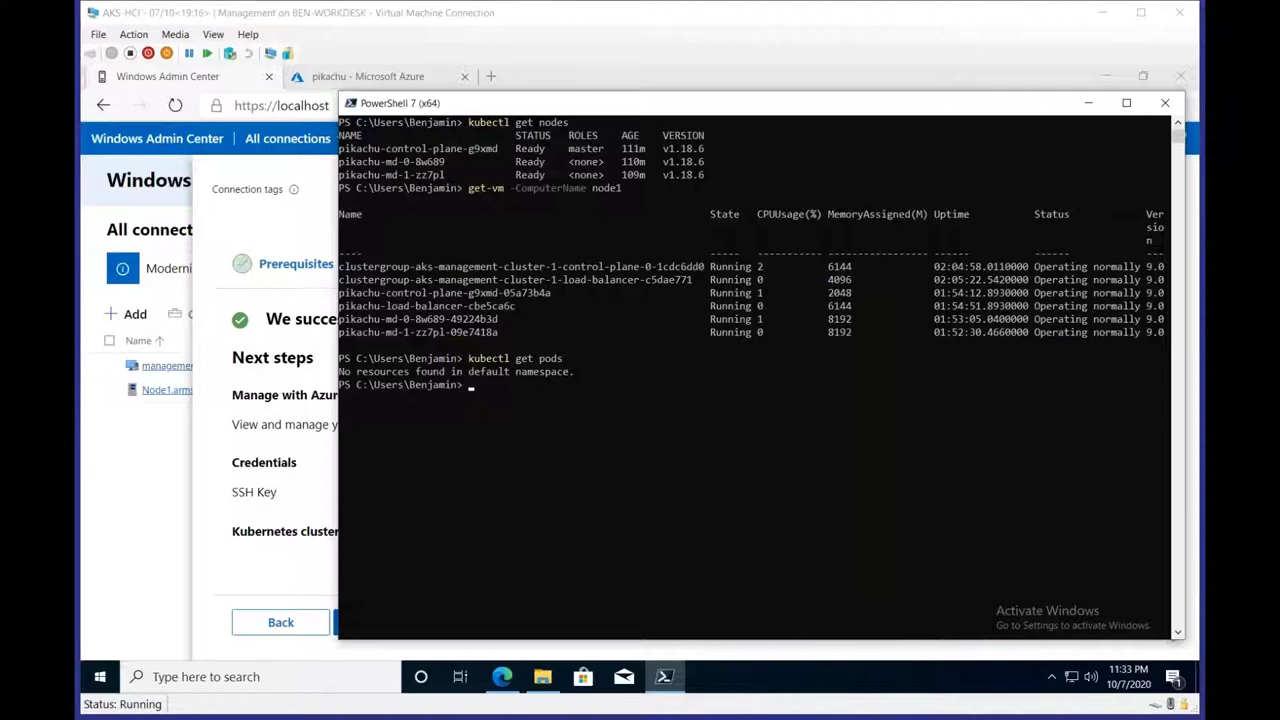 AKS-HCI - 07/10<19:16> | Management on BEN-WORKDESK - Virtual Machine Connection
File Action Media View Help
Windows Admin Center
pikachu - Microsoft Azure
https://localhost
PowerShell 7 (x64)
Windows Admin Center
All connections
Windows
All connect
Moderni
Add
Name
managemen
Node1.arms
Connection tags
Prerequisites
We succe
Next steps
Manage with Azur
View and manage y
Credentials
SSH Key
Kubernetes cluster
Back
PS C:\Users\Benjamin> kubectl get nodes
NAME STATUS ROLES AGE VERSION
pikachu-control-plane-g9xmd Ready master 111m v1.18.6
pikachu-md-0-8w689 Ready <none> 110m v1.18.6
pikachu-md-1-zz7pl Ready <none> 109m v1.18.6
PS C:\Users\Benjamin> get-vm -ComputerName node1
Name State CPUUsage(%) MemoryAssigned(M) Uptime Status Ver
sio
n
---- ----- ----------- ----------------- ------ ------ ---
clustergroup-aks-management-cluster-1-control-plane-0-1cdc6dd0 Running 2 6144 02:04:58.0110000 Operating normally 9.0
clustergroup-aks-management-cluster-1-load-balancer-c5dae771 Running 0 4096 02:05:22.5420000 Operating normally 9.0
pikachu-control-plane-g9xmd-05a73b4a Running 1 2048 01:54:12.8930000 Operating normally 9.0
pikachu-load-balancer-cbe5ca6c Running 0 6144 01:54:51.8930000 Operating normally 9.0
pikachu-md-0-8w689-49224b3d Running 1 8192 01:53:05.0400000 Operating normally 9.0
pikachu-md-1-zz7pl-09e7418a Running 0 8192 01:52:30.4660000 Operating normally 9.0
PS C:\Users\Benjamin> kubectl get pods
No resources found in default namespace.
PS C:\Users\Benjamin>
Activate Windows
Go to Settings to activate Windows.
Type here to search
11:33 PM
10/7/2020
1
Status: Running